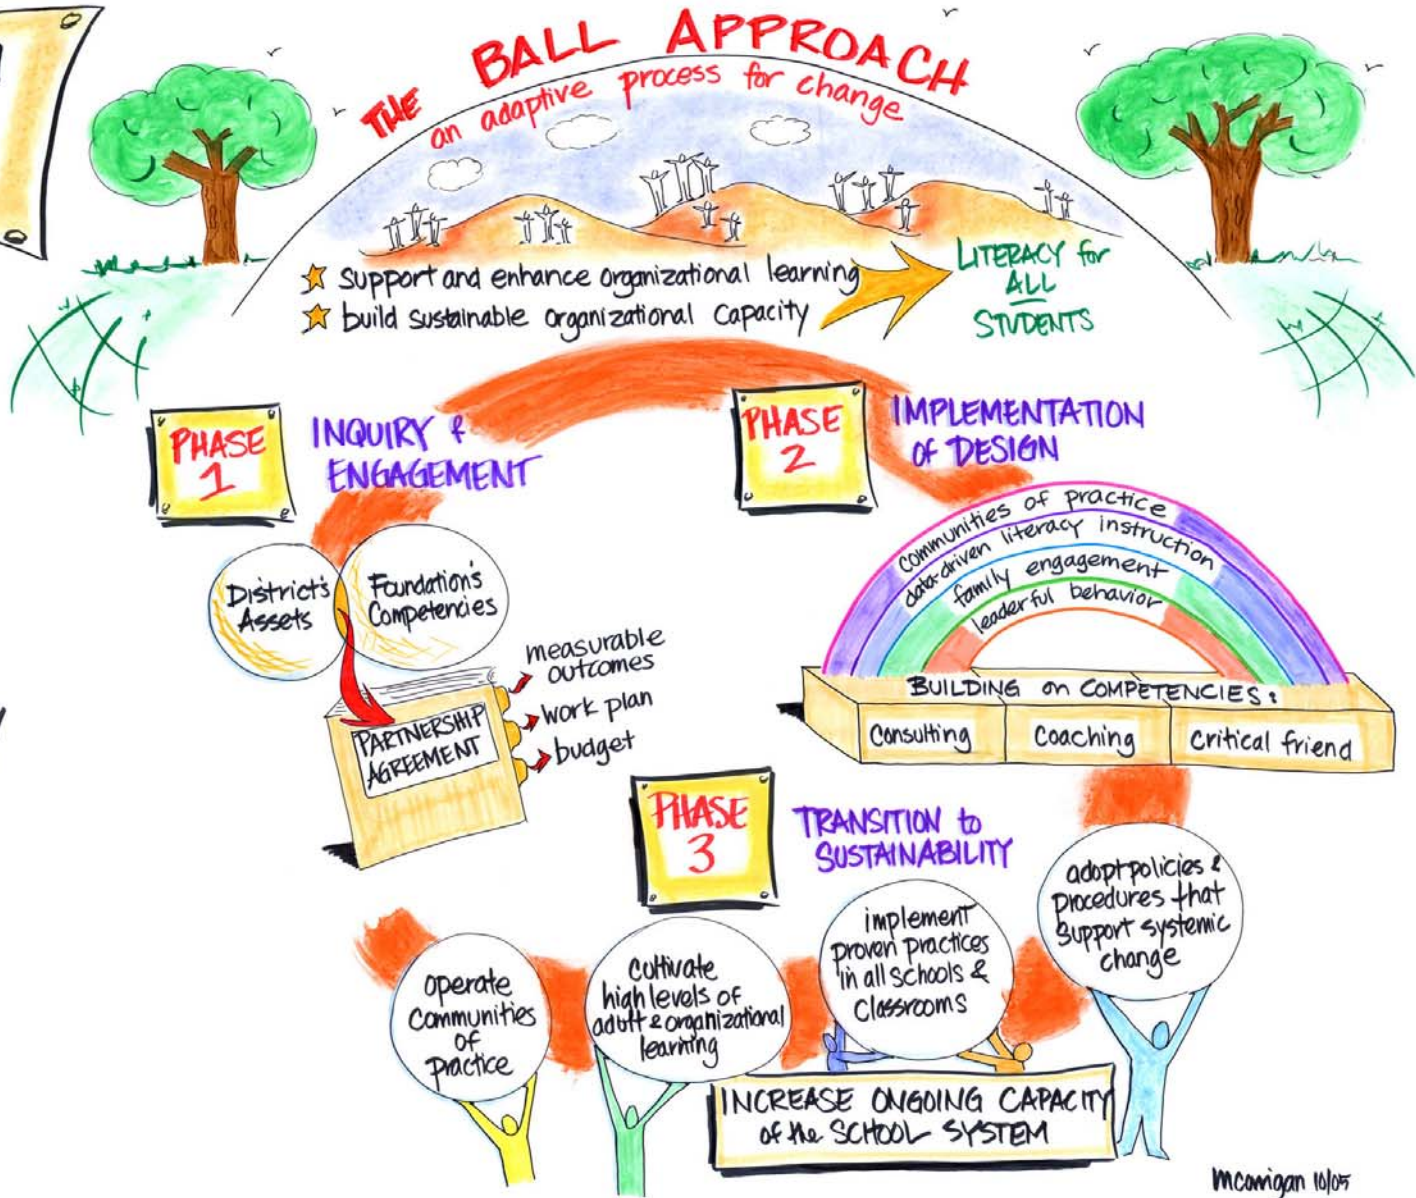 THE BALL APPROACH
an adaptive process for change
support and enhance organizational learning
build sustainable organizational capacity
LITERACY for
ALL
STUDENTS
PHASE
1
INQUIRY &
ENGAGEMENT
District's
Assets
Foundation's
Competencies
PARTNERSHIP
AGREEMENT
measurable
outcomes
work plan
budget
PHASE
2
IMPLEMENTATION
of DESIGN
communities of practice
data-driven literacy instruction
family engagement
leaderful behavior
BUILDING on COMPETENCIES:
Consulting
Coaching
Critical friend
PHASE
3
TRANSITION to
SUSTAINABILITY
operate
communities
of
practice
cultivate
high levels of
adult & organizational
learning
implement
proven practices
in all schools &
classrooms
adopt policies &
procedures that
support systemic
change
INCREASE ONGOING CAPACITY
of the SCHOOL SYSTEM
10/05